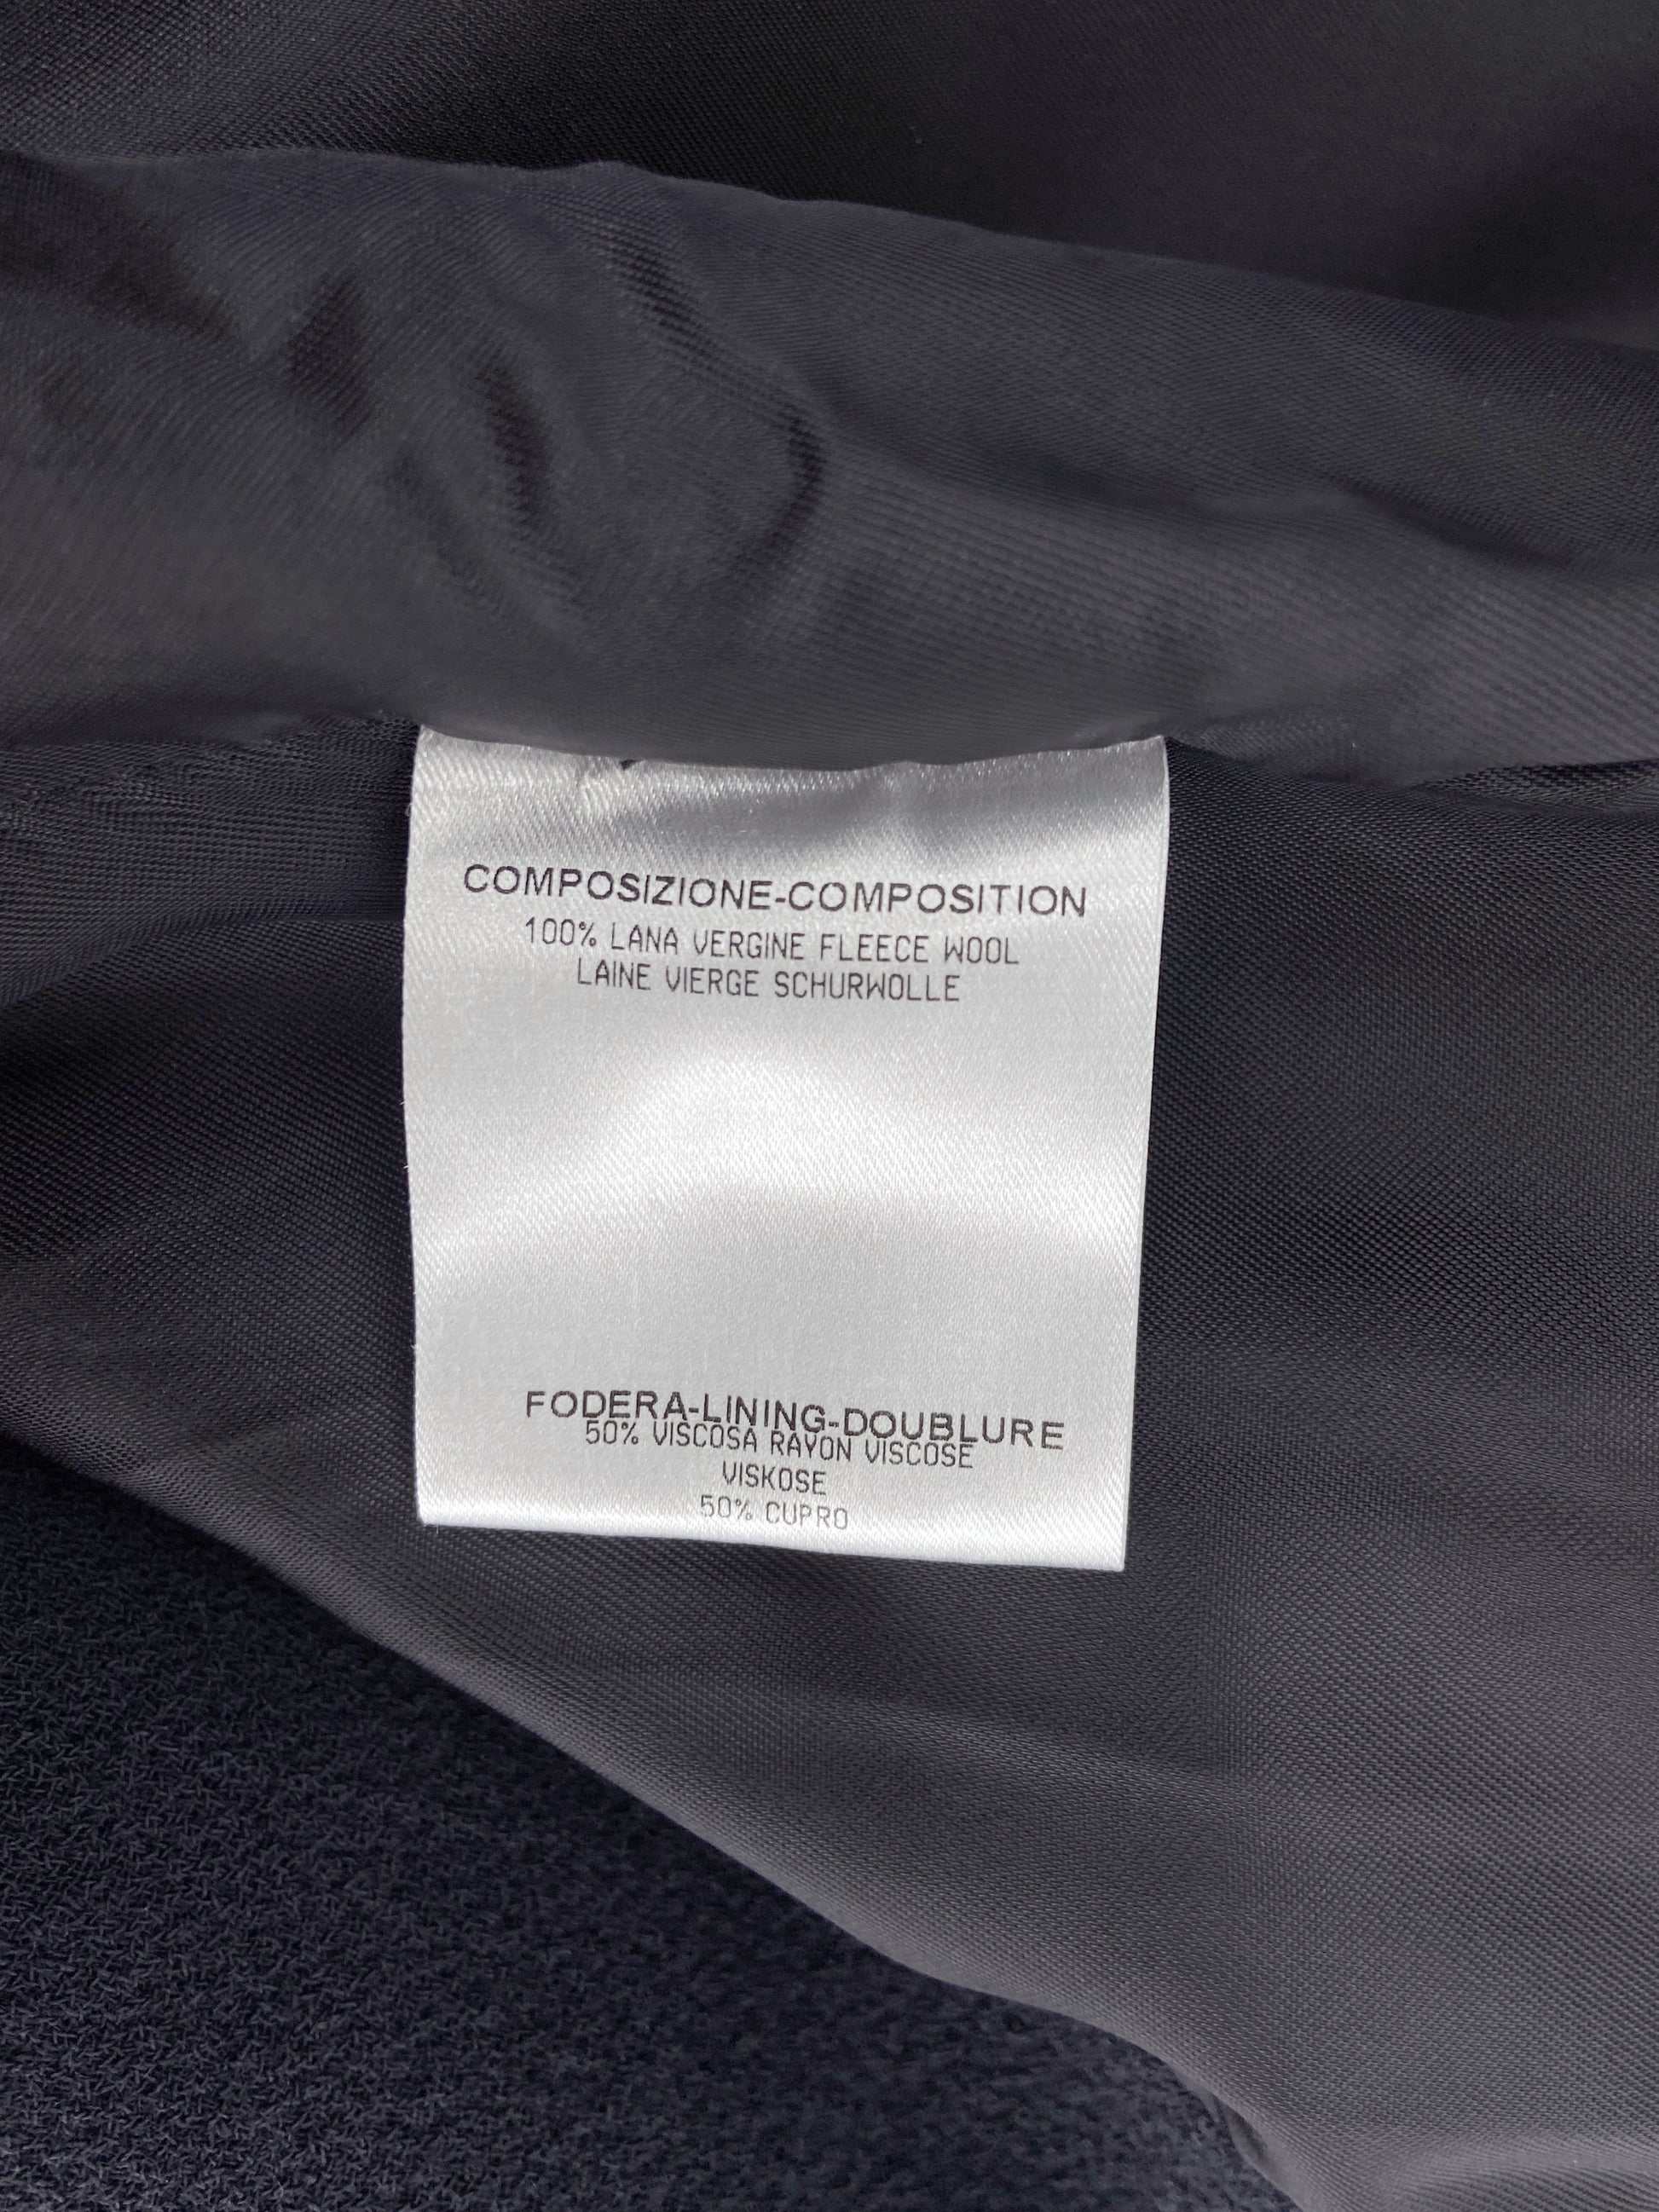 COMPOSIZIONE-COMPOSITION
100% LANA VERGINE FLEECE WOOL
LAINE VIERGE SCHURWOLLE
FODERA-LINING-DOUBLURE
50% VISCOSA RAYON VISCOSE
VISKOSE
50% CUPRO